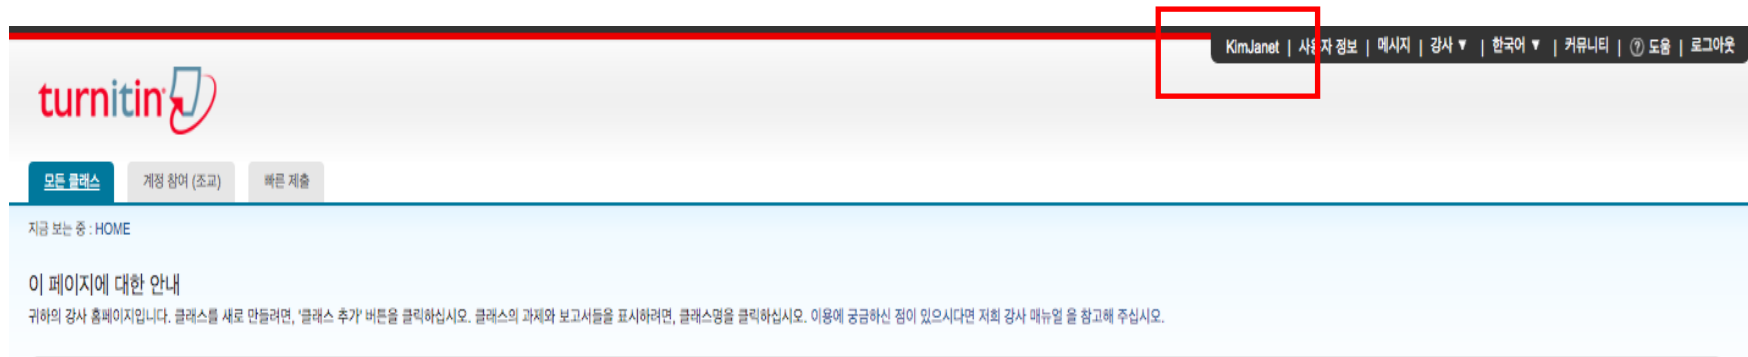 KimJanet | 사용자 정보 | 메시지 | 강사 ▼ | 한국어 ▼ | 커뮤니티 | ? 도움 | 로그아웃
turnitin
모든 클래스 계정 참여 (조교) 빠른 제출
지금 보는 중 : HOME
이 페이지에 대한 안내
귀하의 강사 홈페이지입니다. 클래스를 새로 만들려면, '클래스 추가' 버튼을 클릭하십시오. 클래스의 과제와 보고서들을 표시하려면, 클래스명을 클릭하십시오. 이용에 궁금하신 점이 있으시다면 저희 강사 매뉴얼 을 참고해 주십시오.